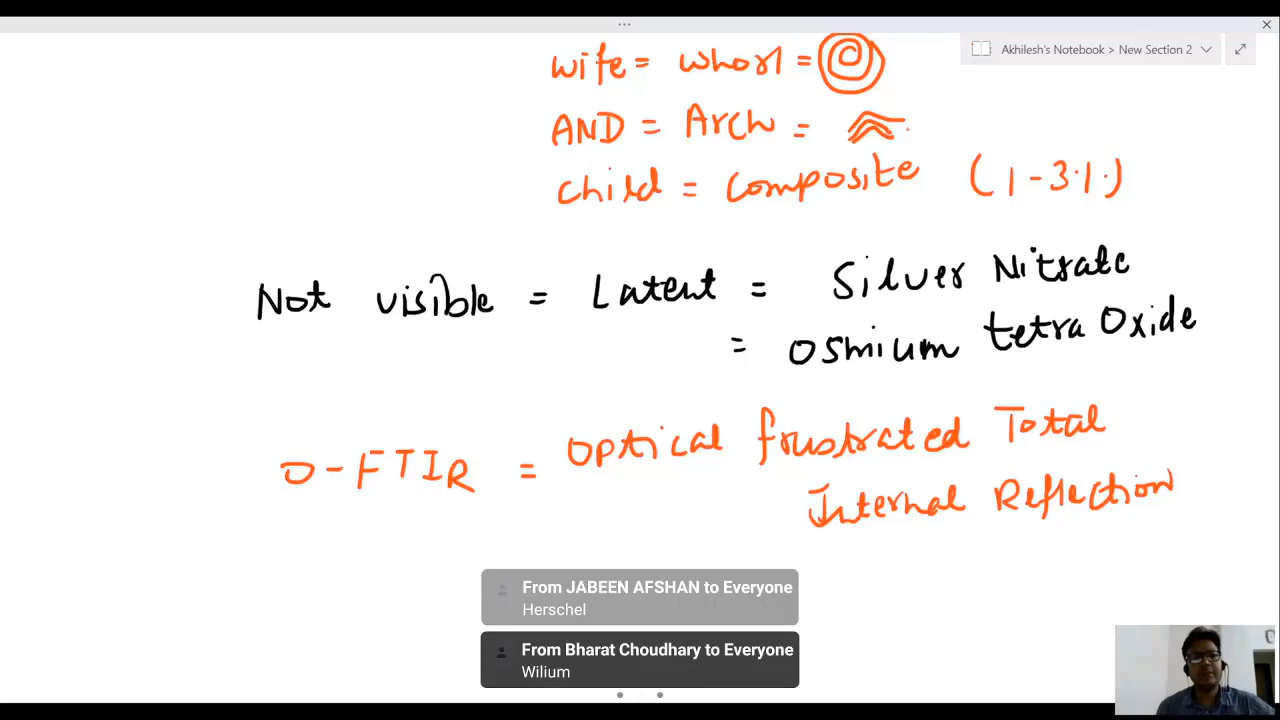 Akhilesh's Notebook > New Section 2
wife = whorl =
AND = Arch =
child = composite (1-3.1.)
Not visible = Latent = Silver Nitrate
= Osmium tetra Oxide
O-FTIR = Optical frustrated Total
Internal Reflection
From JABEEN AFSHAN to Everyone
Herschel
From Bharat Choudhary to Everyone
Wilium